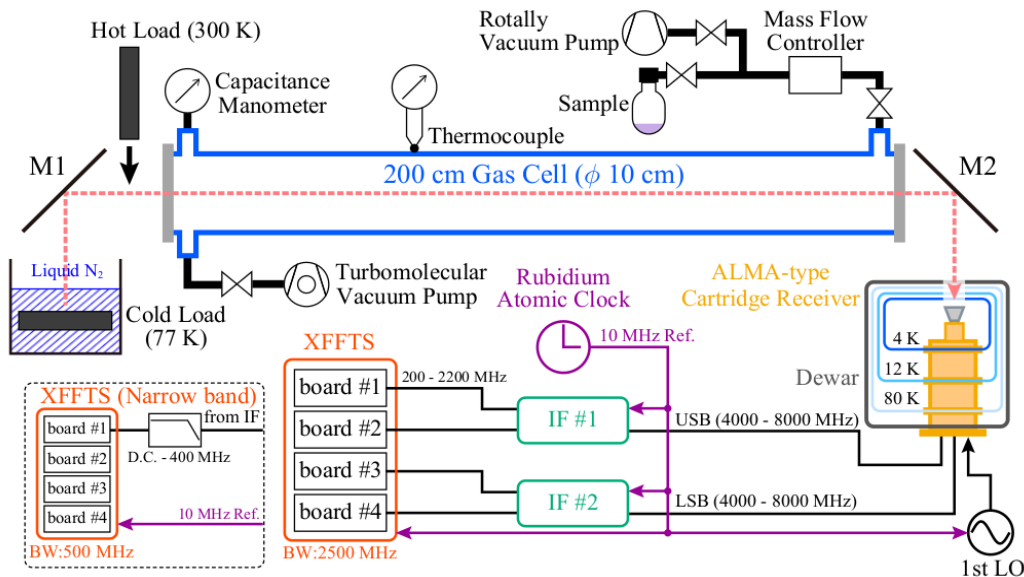 Hot Load (300 K)
Rotally
Vacuum Pump
Mass Flow
Controller
Capacitance
Manometer
Sample
Thermocouple
M1
M2
200 cm Gas Cell (ϕ 10 cm)
Liquid N₂
Cold Load
(77 K)
Turbomolecular
Vacuum Pump
Rubidium
Atomic Clock
ALMA-type
Cartridge Receiver
10 MHz Ref.
4 K
12 K
80 K
Dewar
XFFTS
board #1
board #2
board #3
board #4
BW:2500 MHz
200 - 2200 MHz
IF #1
IF #2
USB (4000 - 8000 MHz)
LSB (4000 - 8000 MHz)
1st LO
XFFTS (Narrow band)
board #1
board #2
board #3
board #4
from IF
D.C. - 400 MHz
10 MHz Ref.
BW:500 MHz